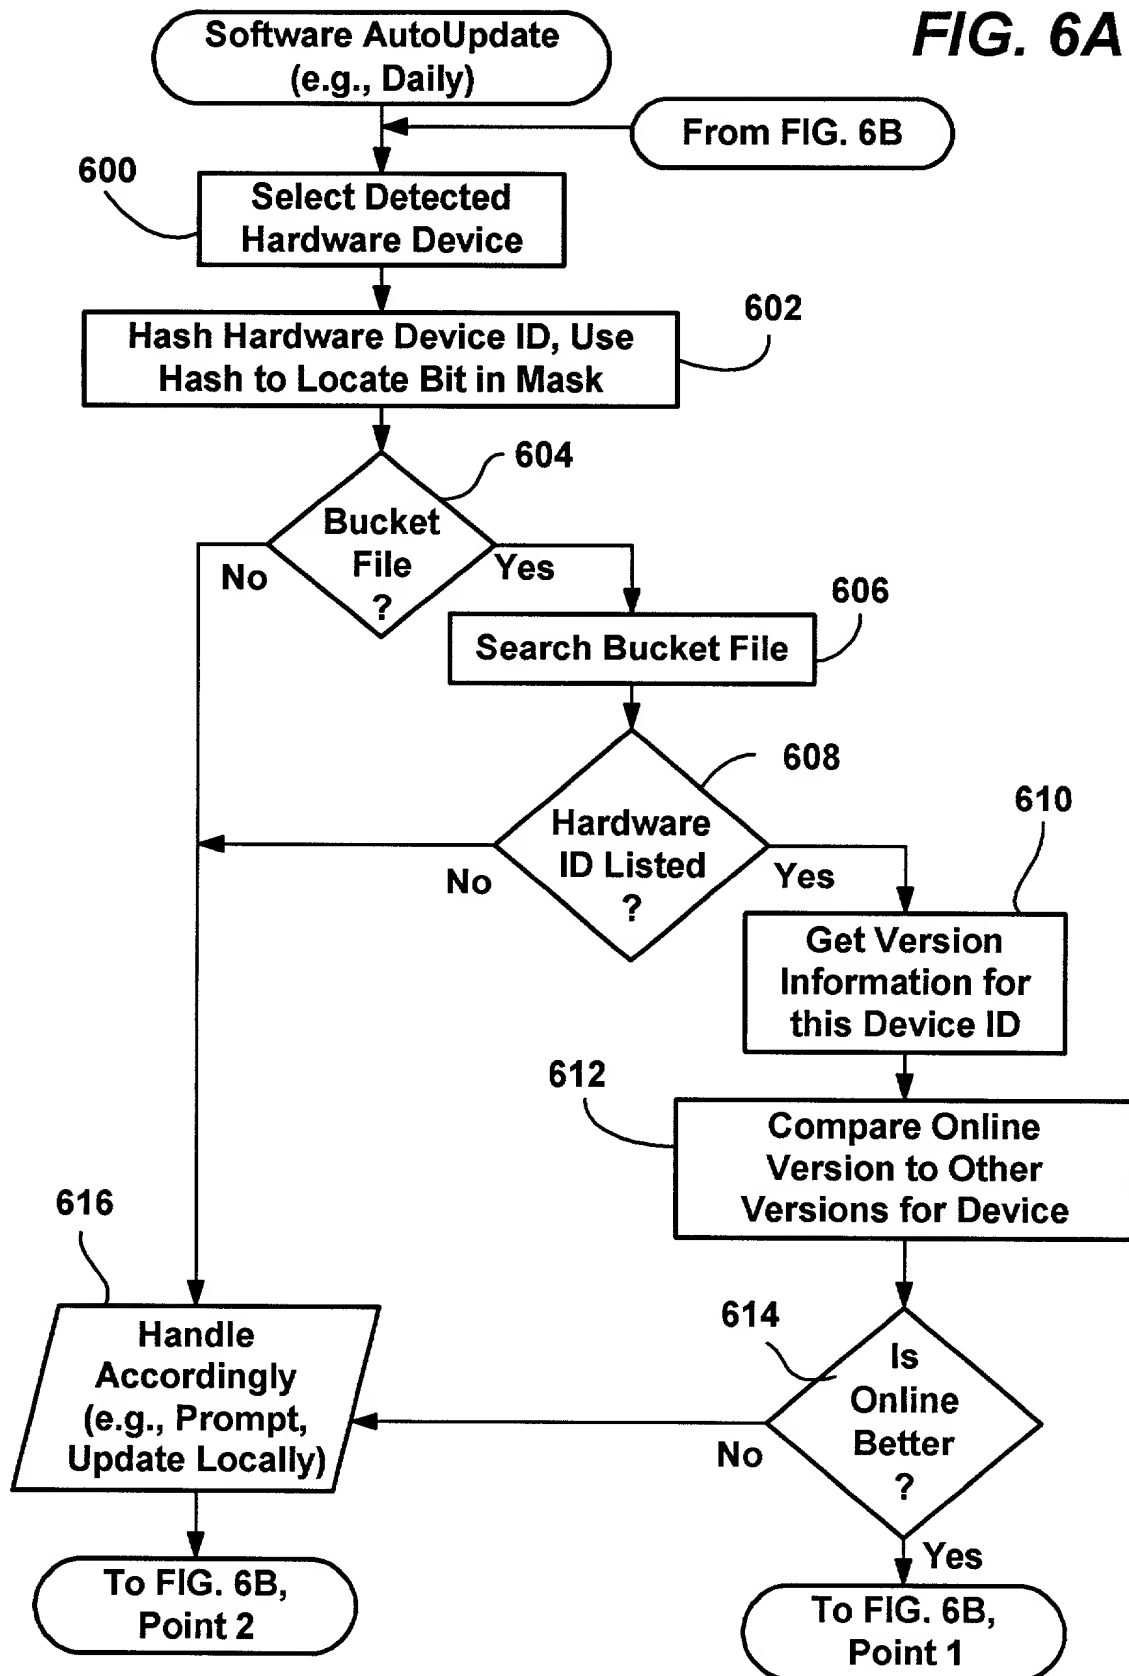 FIG. 6A
Software AutoUpdate
(e.g., Daily)
From FIG. 6B
600
Select Detected
Hardware Device
602
Hash Hardware Device ID, Use
Hash to Locate Bit in Mask
604
Bucket
File
?
No
Yes
606
Search Bucket File
608
Hardware
ID Listed
?
No
Yes
610
Get Version
Information for
this Device ID
612
Compare Online
Version to Other
Versions for Device
616
Handle
Accordingly
(e.g., Prompt,
Update Locally)
614
Is
Online
Better
?
No
Yes
To FIG. 6B,
Point 2
To FIG. 6B,
Point 1